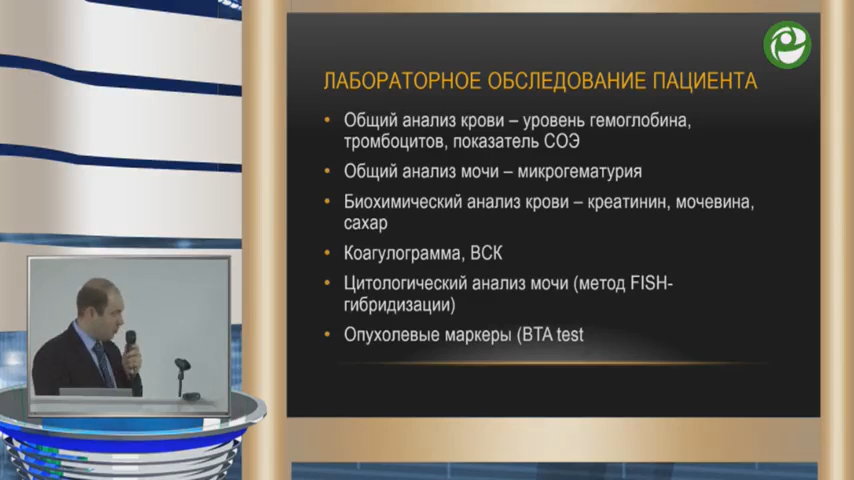 ЛАБОРАТОРНОЕ ОБСЛЕДОВАНИЕ ПАЦИЕНТА
• Общий анализ крови – уровень гемоглобина,
тромбоцитов, показатель СОЭ
• Общий анализ мочи – микрогематурия
• Биохимический анализ крови – креатинин, мочевина,
сахар
• Коагулограмма, ВСК
• Цитологический анализ мочи (метод FISH-
гибридизации)
• Опухолевые маркеры (BTA test